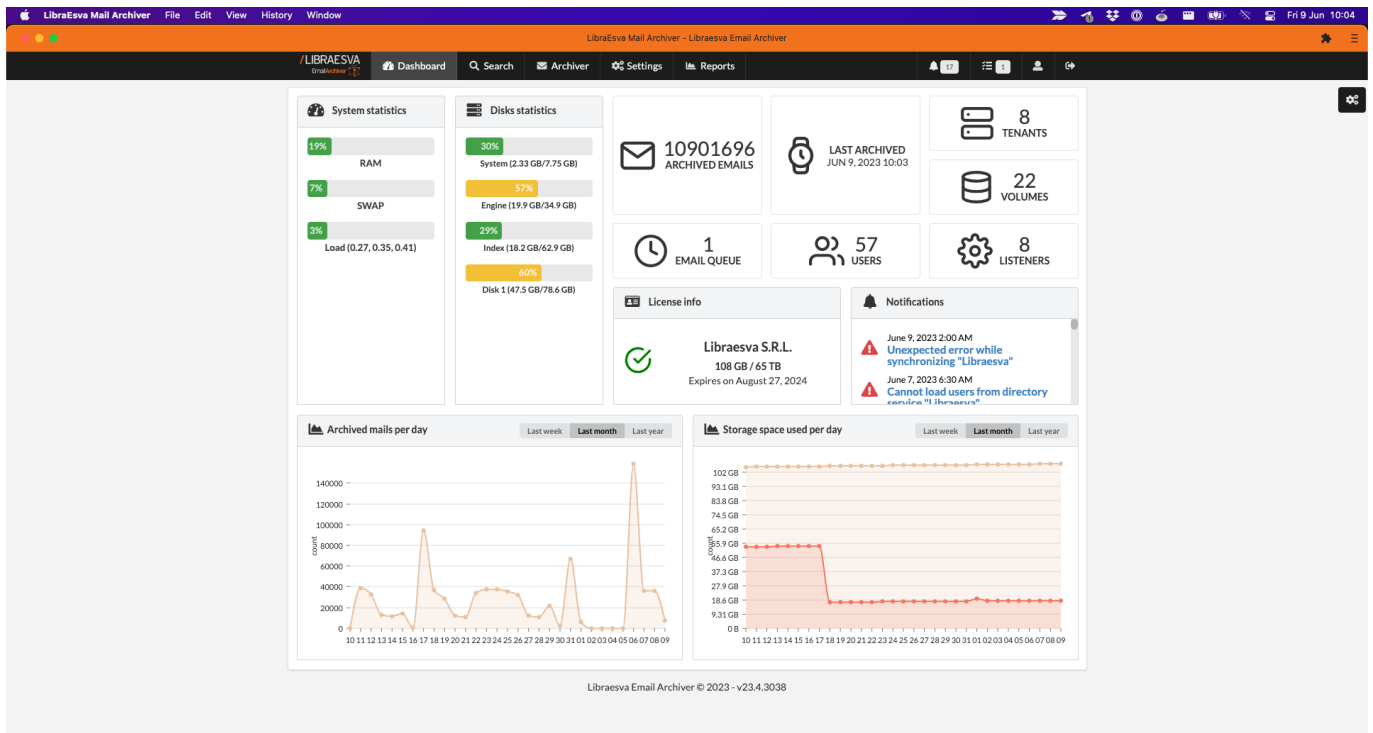 LibraEsva Mail Archiver File Edit View History Window Fri 9 Jun 10:04
LibraEsva Mail Archiver - Libraesva Email Archiver
/LIBRAESVA
EmailArchiver
Dashboard Search Archiver Settings Reports 17 1
System statistics
19%
RAM
7%
SWAP
3%
Load (0.27, 0.35, 0.41)
Disks statistics
30%
System (2.33 GB/7.75 GB)
57%
Engine (19.9 GB/34.9 GB)
29%
Index (18.2 GB/62.9 GB)
60%
Disk 1 (47.5 GB/78.6 GB)
10901696
ARCHIVED EMAILS
LAST ARCHIVED
JUN 9, 2023 10:03
8
TENANTS
22
VOLUMES
1
EMAIL QUEUE
57
USERS
8
LISTENERS
License info
Libraesva S.R.L.
108 GB / 65 TB
Expires on August 27, 2024
Notifications
June 9, 2023 2:00 AM
Unexpected error while
synchronizing "Libraesva"
June 7, 2023 6:30 AM
Cannot load users from directory
service "Libraesva"
Archived mails per day
Last week Last month Last year
140000
120000
100000
80000
60000
40000
20000
0
count
10 11 12 13 14 15 16 17 18 19 20 21 22 23 24 25 26 27 28 29 30 31 01 02 03 04 05 06 07 08 09
Storage space used per day
Last week Last month Last year
102 GB
93.1 GB
83.8 GB
74.5 GB
65.2 GB
55.9 GB
46.6 GB
37.3 GB
27.9 GB
18.6 GB
9.31 GB
0 B
count
10 11 12 13 14 15 16 17 18 19 20 21 22 23 24 25 26 27 28 29 30 31 01 02 03 04 05 06 07 08 09
Libraesva Email Archiver © 2023 - v23.4.3038